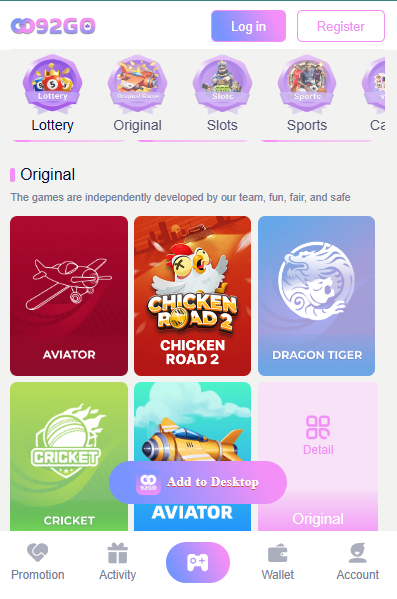 92GO
Log in
Register
Lottery
Original Game
Slots
Sports
Lottery
Original
Slots
Sports
Ca
Original
The games are independently developed by our team, fun, fair, and safe
AVIATOR
CHICKEN
ROAD 2
CHICKEN
ROAD 2
DRAGON TIGER
CRICKET
CRICKET
AVIATOR
Detail
Original
92GO
Add to Desktop
Promotion
Activity
Wallet
Account